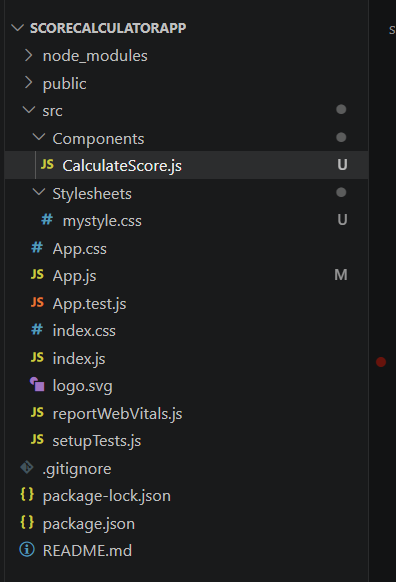 SCORECALCULATORAPP
node_modules
public
src
Components
JS CalculateScore.js U
Stylesheets
# mystyle.css U
# App.css
JS App.js M
JS App.test.js
# index.css
JS index.js
logo.svg
JS reportWebVitals.js
JS setupTests.js
.gitignore
{} package-lock.json
{} package.json
README.md